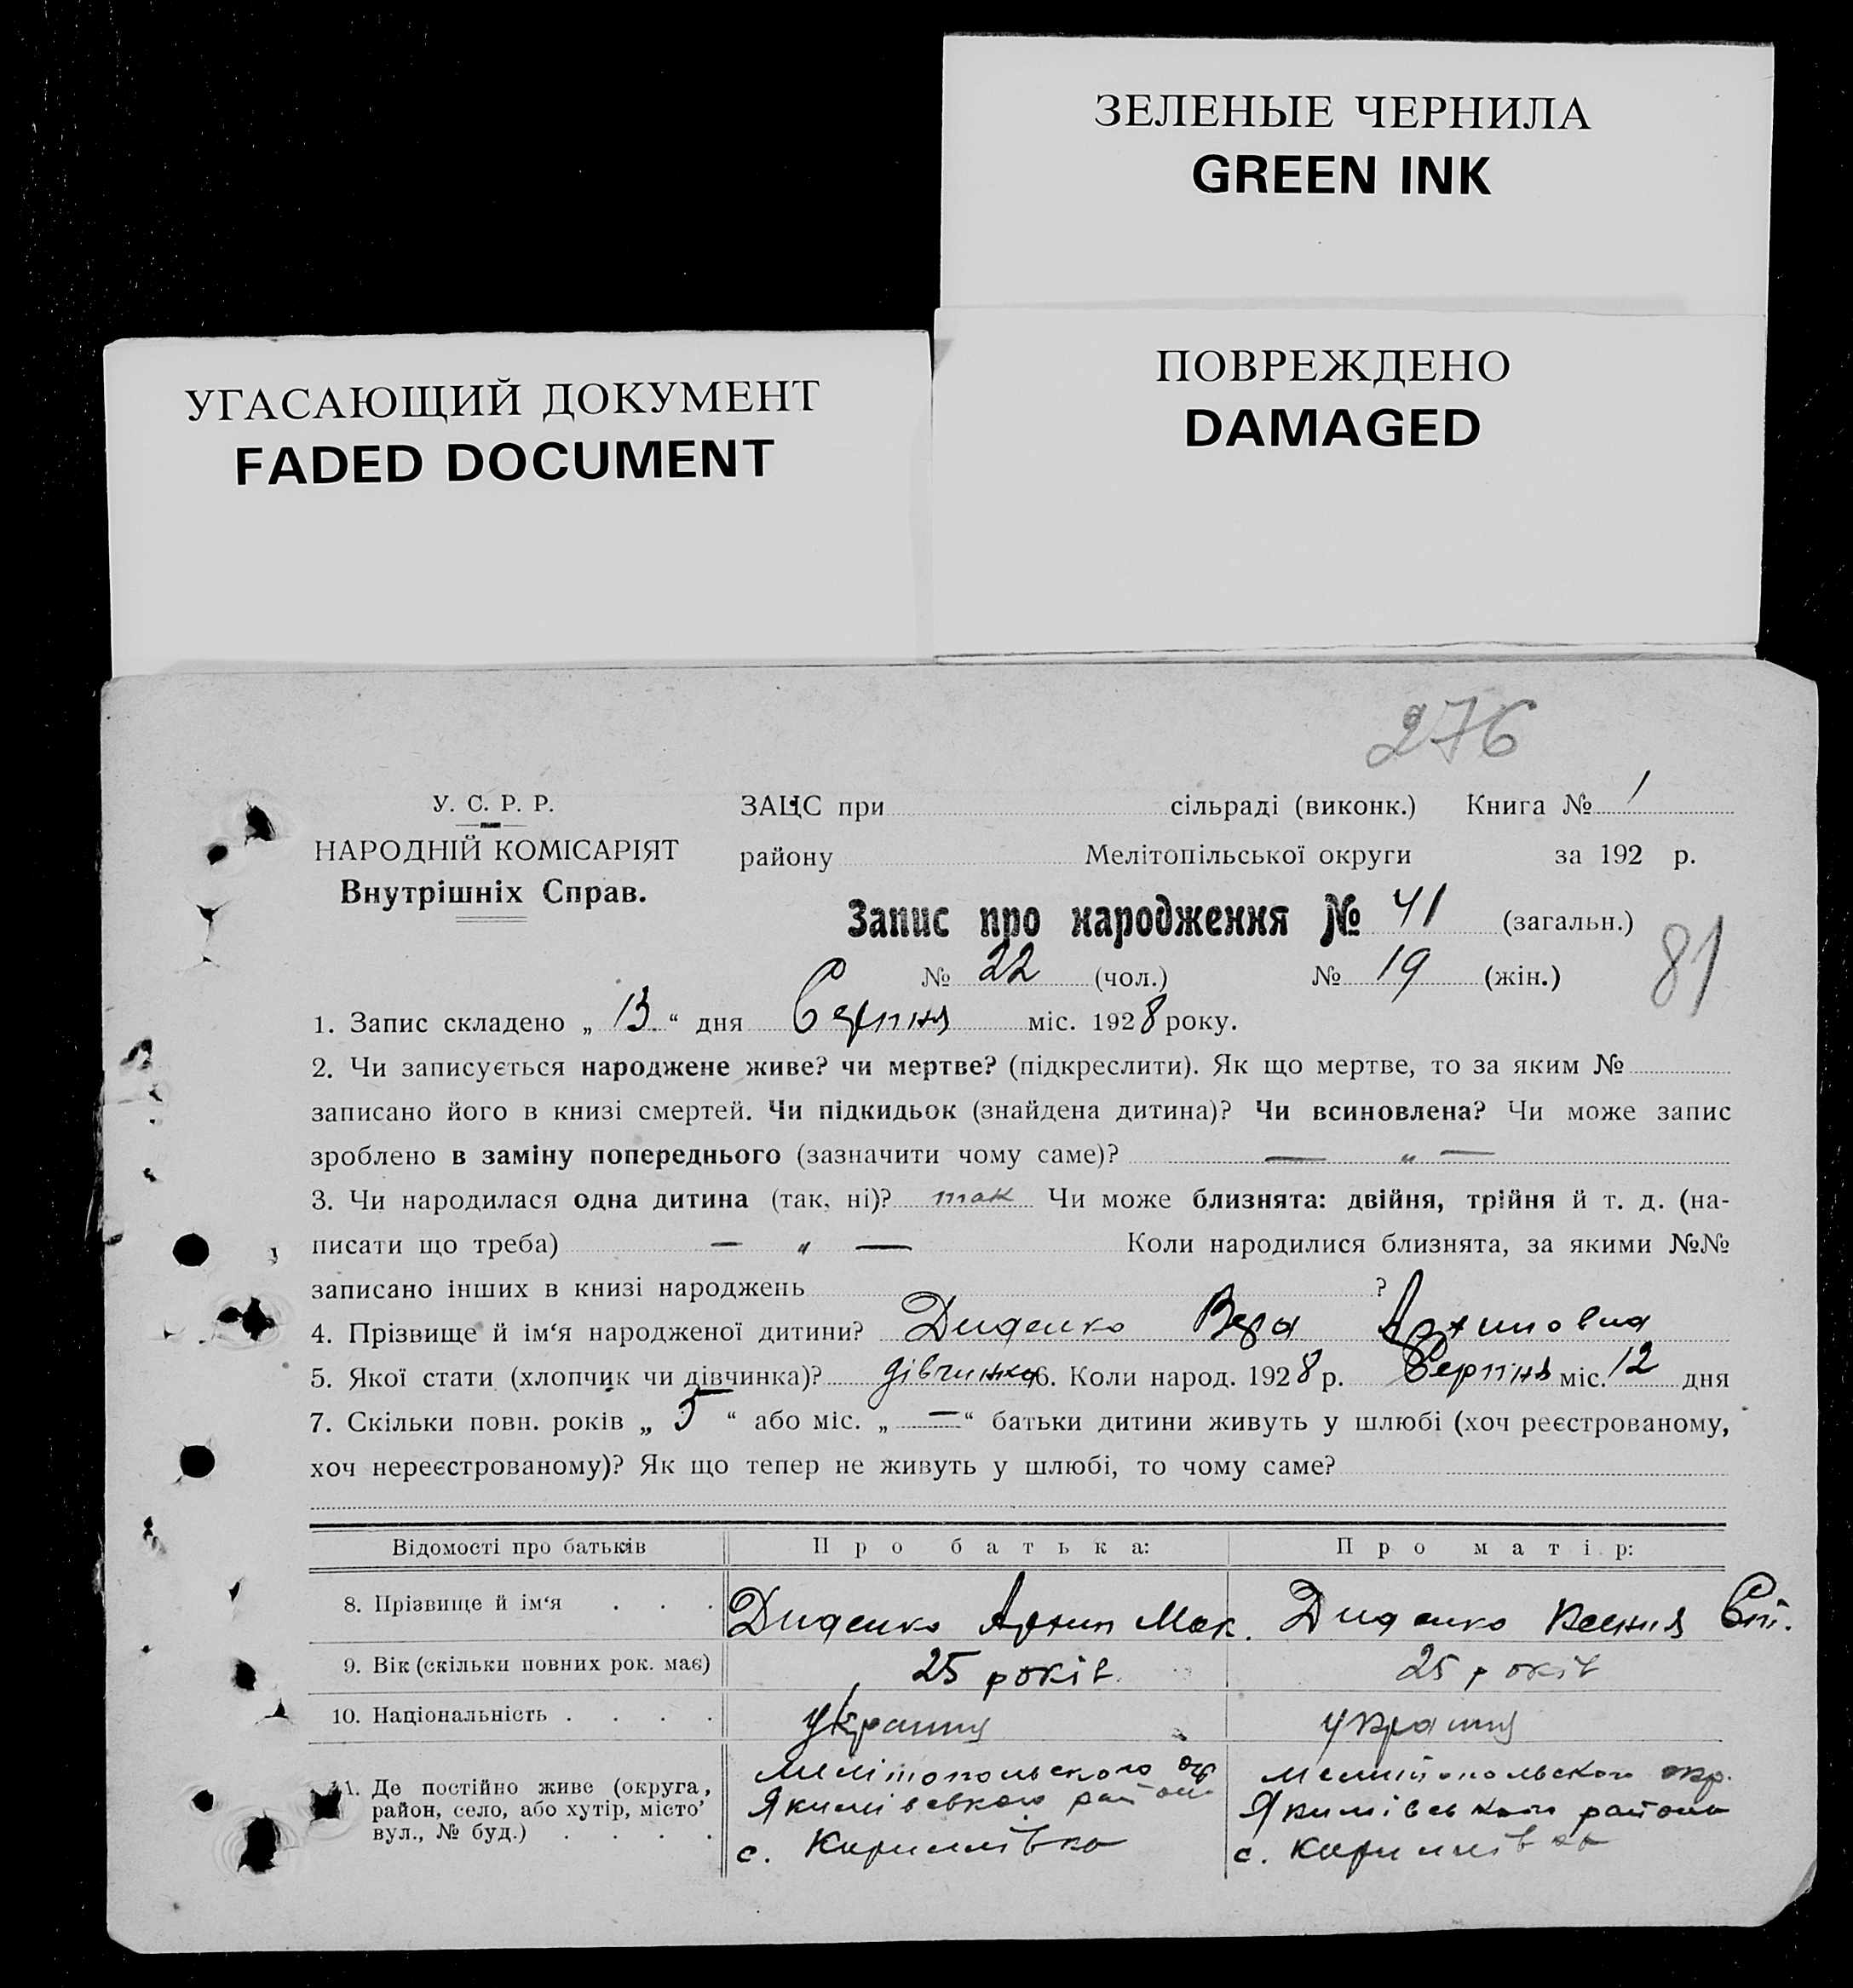 ЗЕЛЕНЫЕ ЧЕРНИЛА
GREEN INK
УГАСАЮЩИЙ ДОКУМЕНТ
FADED DOCUMENT
ПОВРЕЖДЕНО
DAMAGED
276
У. С. Р. Р.
НАРОДНІЙ КОМІСАРІЯТ
Внутрішніх Справ.
ЗАЦС при сільраді (виконк.) Книга № 1
району Мелітопільської округи за 192 р.
Запис про народження № 41 (загальн.)
№ 22 (чол.) № 19 (жін.)
81
1. Запис складено „ 13 “ дня Серпня міс. 1928 року.
2. Чи записується народжене живе? чи мертве? (підкреслити). Як що мертве, то за яким №
записано його в книзі смертей. Чи підкидьок (знайдена дитина)? Чи всиновлена? Чи може запис
зроблено в заміну попереднього (зазначити чому саме)? — „ —
3. Чи народилася одна дитина (так, ні)? так Чи може близнята: двійня, трійня й т. д. (на-
писати що треба) — „ — Коли народилися близнята, за якими №№
записано інших в книзі народжень ?
4. Прізвище й ім‘я народженої дитини? Диденко Вера Архиповна
5. Якої стати (хлопчик чи дівчинка)? дівчинка 6. Коли народ. 1928 р. Серпня міс. 12 дня
7. Скільки повн. років „ 5 “ або міс. „ — “ батьки дитини живуть у шлюбі (хоч реєстрованому,
хоч нереєстрованому)? Як що тепер не живуть у шлюбі, то чому саме?
Відомості про батьків Про батька: Про матір:
8. Прізвище й ім‘я . . . Диденко Архип Мак. Диденко Ксения
9. Вік (скільки повних рок. має) 25 років 25 років
10. Національність . . . .
11. Де постійно живе (округа, район, село, або хутір, місто, вул., № буд.) . . . .
Мелітопольского окр. Мелитопольского окр.
Якимівського району Якимівського району
с. Кирилівка с. Кирилівка